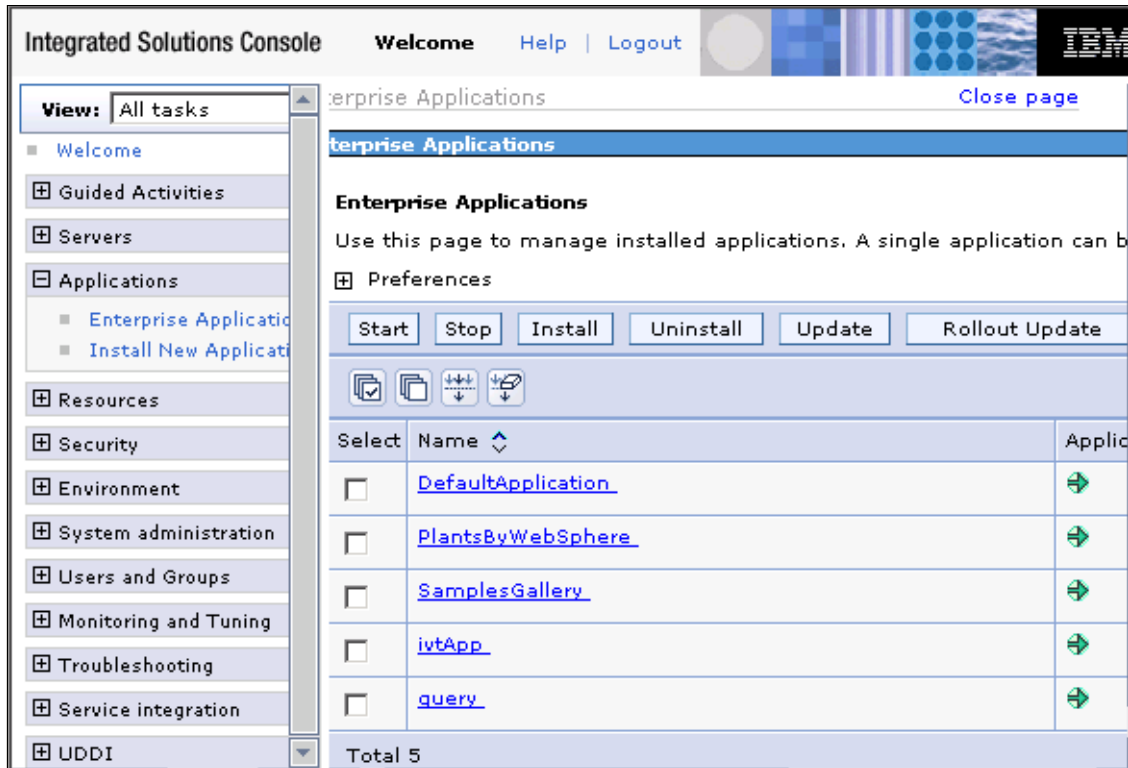 Integrated Solutions Console Welcome Help | Logout IBM
View: All tasks
Welcome
Guided Activities
Servers
Applications
Enterprise Applicatio
Install New Applicati
Resources
Security
Environment
System administration
Users and Groups
Monitoring and Tuning
Troubleshooting
Service integration
UDDI
erprise Applications Close page
terprise Applications
Enterprise Applications
Use this page to manage installed applications. A single application can b
Preferences
Start Stop Install Uninstall Update Rollout Update
Select Name Applic
DefaultApplication
PlantsByWebSphere
SamplesGallery
ivtApp
query
Total 5